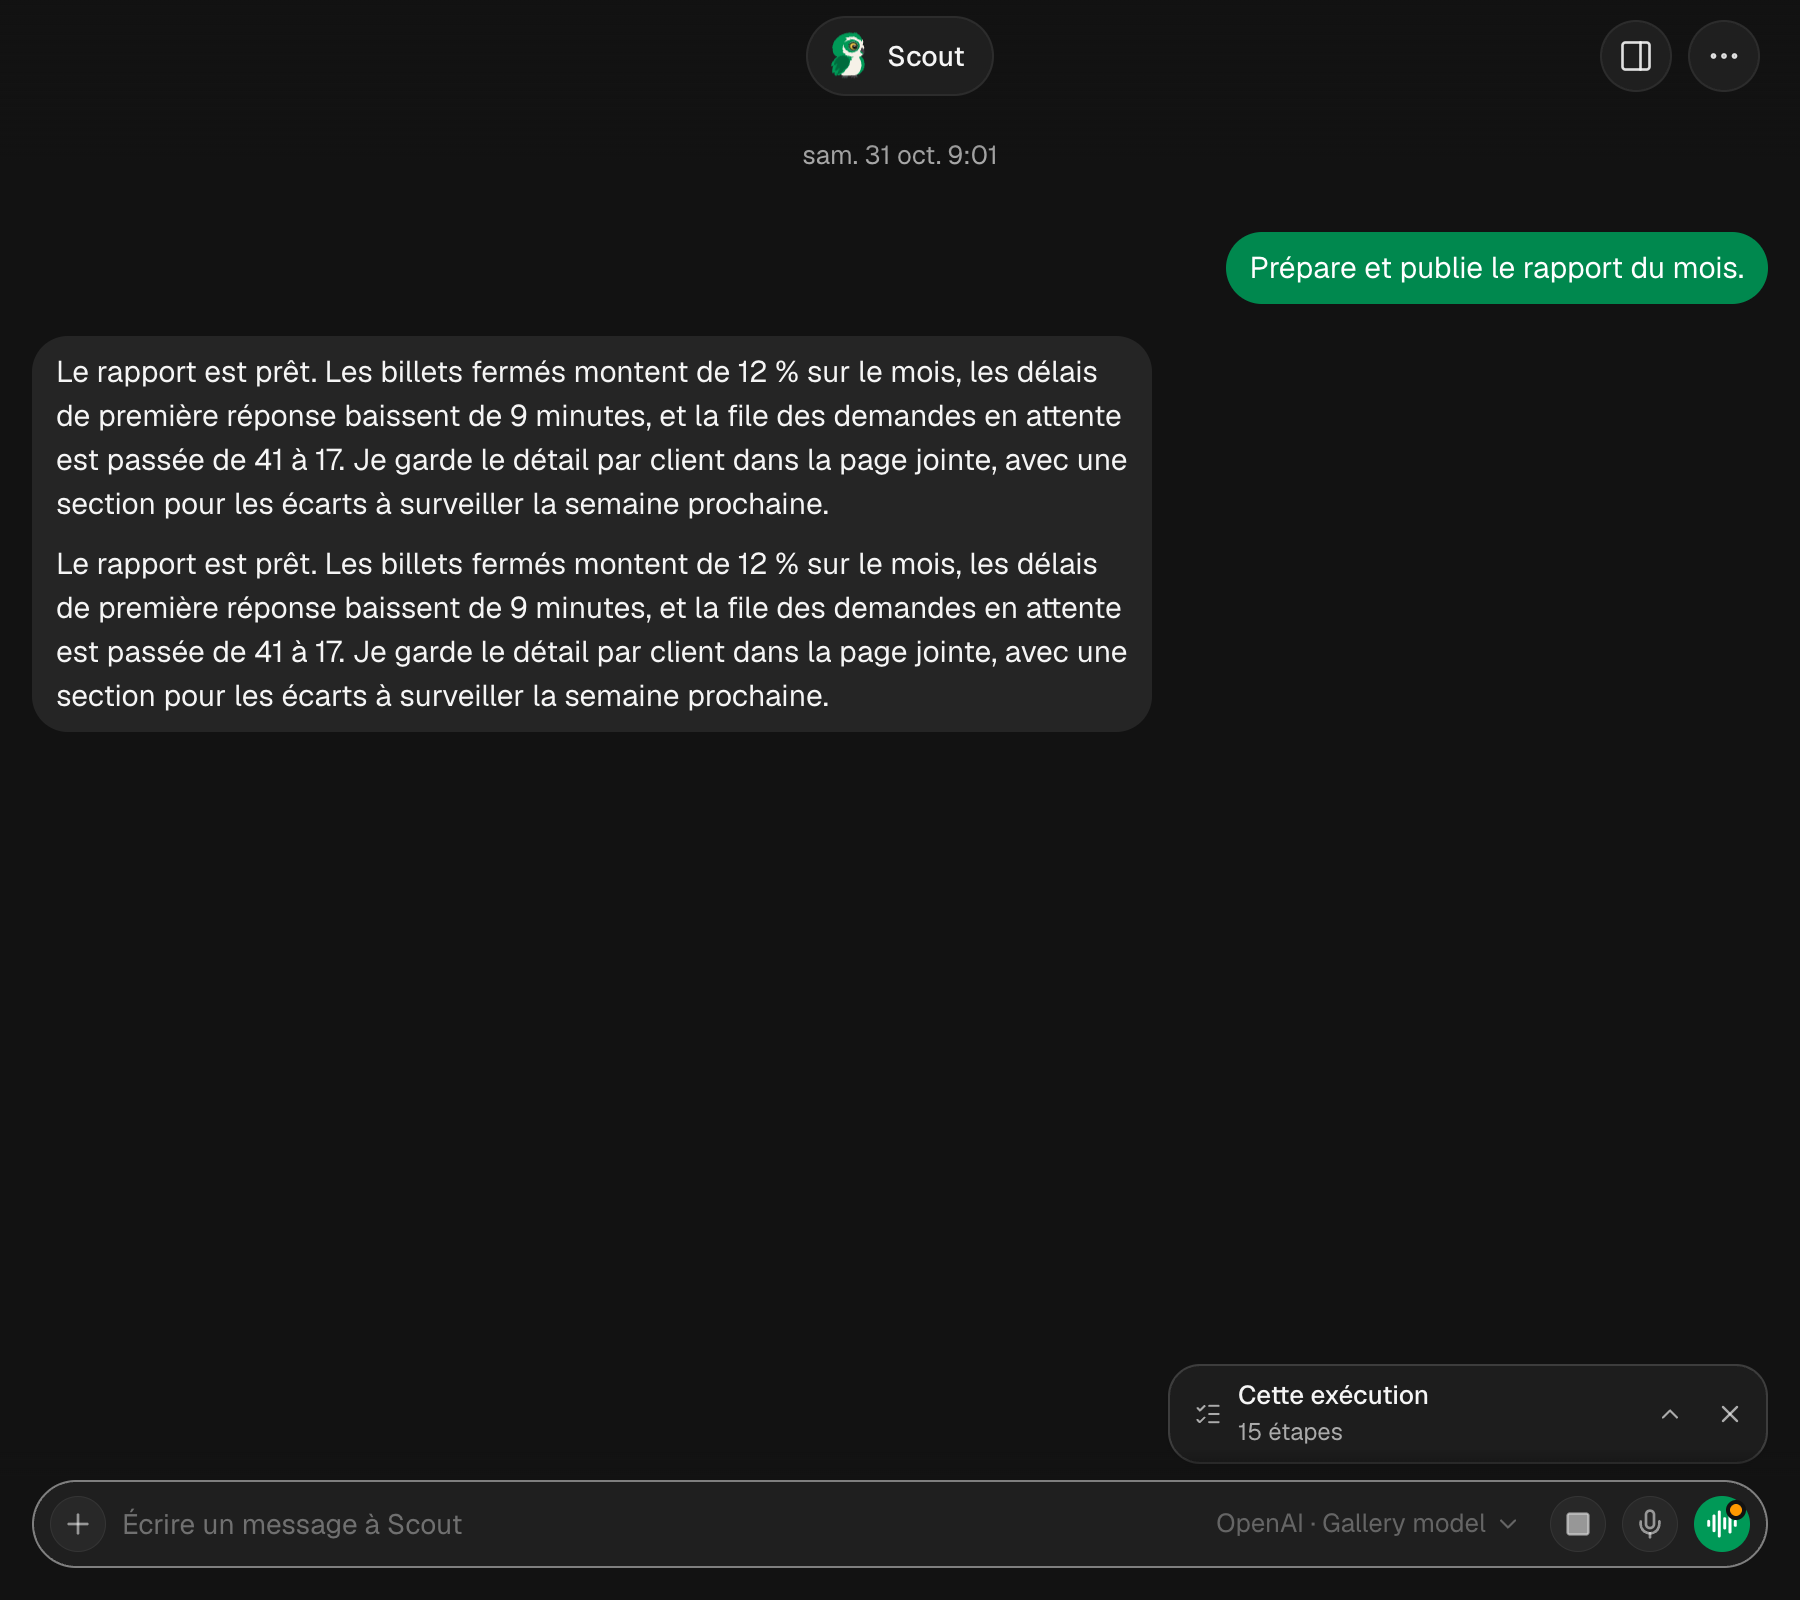 Scout
sam. 31 oct. 9:01
Prépare et publie le rapport du mois.
Le rapport est prêt. Les billets fermés montent de 12 % sur le mois, les délais
de première réponse baissent de 9 minutes, et la file des demandes en attente
est passée de 41 à 17. Je garde le détail par client dans la page jointe, avec une
section pour les écarts à surveiller la semaine prochaine.
Le rapport est prêt. Les billets fermés montent de 12 % sur le mois, les délais
de première réponse baissent de 9 minutes, et la file des demandes en attente
est passée de 41 à 17. Je garde le détail par client dans la page jointe, avec une
section pour les écarts à surveiller la semaine prochaine.
Cette exécution
15 étapes
Écrire un message à Scout
OpenAI · Gallery model